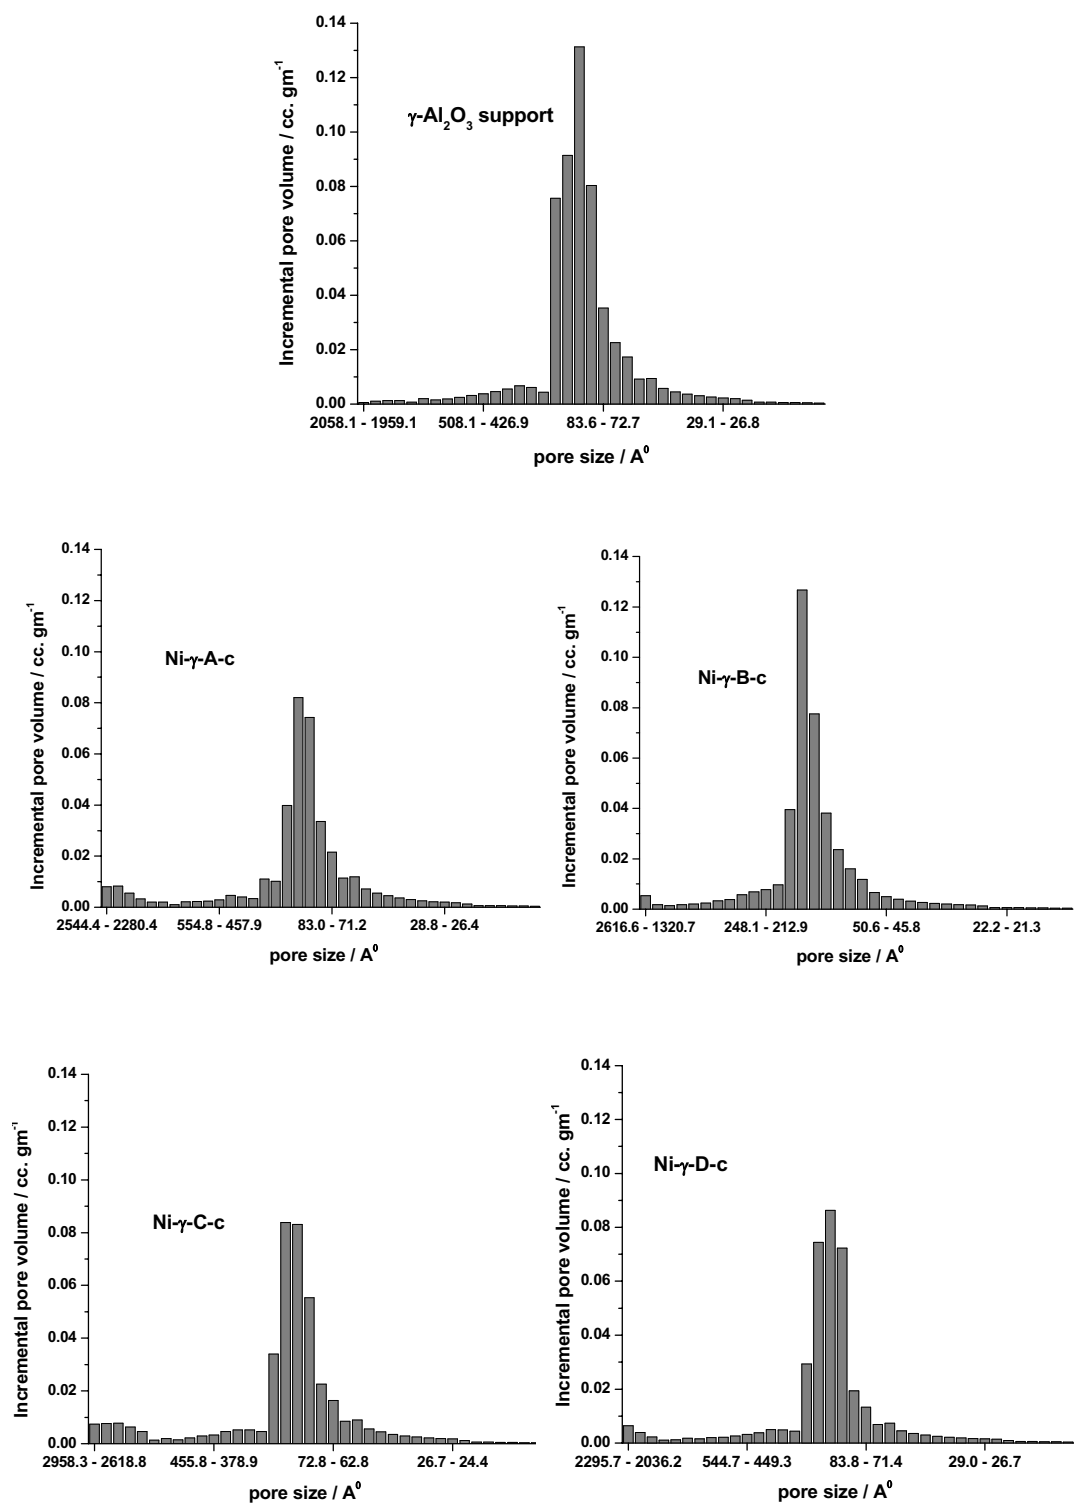 0.14
0.12
0.10
0.08
0.06
0.04
0.02
0.00
Incremental pore volume / cc. gm⁻¹
γ-Al₂O₃ support
2058.1 - 1959.1 508.1 - 426.9 83.6 - 72.7 29.1 - 26.8
pore size / A⁰
0.14
0.12
0.10
0.08
0.06
0.04
0.02
0.00
Incremental pore volume / cc. gm⁻¹
Ni-γ-A-c
2544.4 - 2280.4 554.8 - 457.9 83.0 - 71.2 28.8 - 26.4
pore size / A⁰
0.14
0.12
0.10
0.08
0.06
0.04
0.02
0.00
Incremental pore volume / cc. gm⁻¹
Ni-γ-B-c
2616.6 - 1320.7 248.1 - 212.9 50.6 - 45.8 22.2 - 21.3
pore size / A⁰
0.14
0.12
0.10
0.08
0.06
0.04
0.02
0.00
Incremental pore volume / cc. gm⁻¹
Ni-γ-C-c
2958.3 - 2618.8 455.8 - 378.9 72.8 - 62.8 26.7 - 24.4
pore size / A⁰
0.14
0.12
0.10
0.08
0.06
0.04
0.02
0.00
Incremental pore volume / cc. gm⁻¹
Ni-γ-D-c
2295.7 - 2036.2 544.7 - 449.3 83.8 - 71.4 29.0 - 26.7
pore size / A⁰